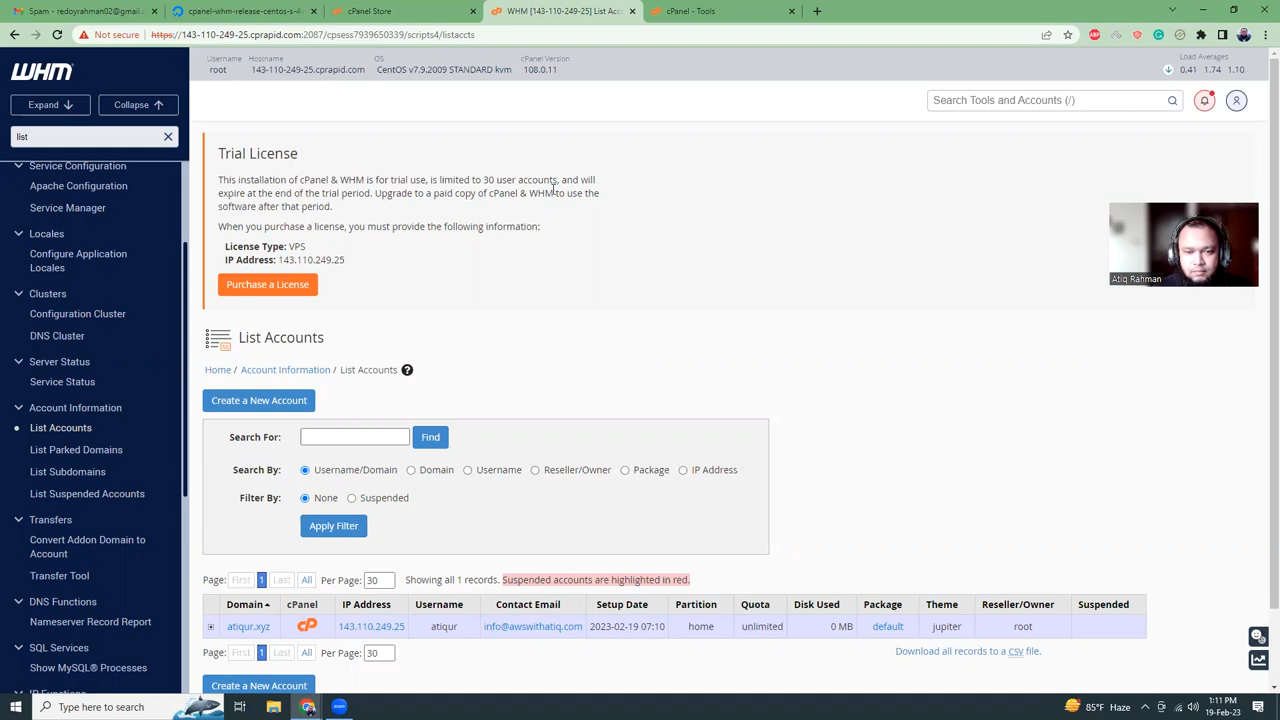 Spam - redoyraman02@gmail.c
cpanelstore - DigitalOcean
cPanel Store
WHM [143-110-249-25] List Acc
cPanel - Tools
Not secure
https://143-110-249-25.cprapid.com:2087/cpsess7939650339/scripts4/listaccts
WHM
Username
root
Hostname
143-110-249-25.cprapid.com
OS
CentOS v7.9.2009 STANDARD kvm
cPanel Version
108.0.11
Load Averages
0.41 1.74 1.10
Expand
Collapse
list
Search Tools and Accounts (/)
Service Configuration
Apache Configuration
Service Manager
Locales
Configure Application
Locales
Clusters
Configuration Cluster
DNS Cluster
Server Status
Service Status
Account Information
List Accounts
List Parked Domains
List Subdomains
List Suspended Accounts
Transfers
Convert Addon Domain to
Account
Transfer Tool
DNS Functions
Nameserver Record Report
SQL Services
Show MySQL® Processes
IP Functions
Trial License
This installation of cPanel & WHM is for trial use, is limited to 30 user accounts, and will
expire at the end of the trial period. Upgrade to a paid copy of cPanel & WHM to use the
software after that period.
When you purchase a license, you must provide the following information:
License Type: VPS
IP Address: 143.110.249.25
Purchase a License
Atiq Rahman
List Accounts
Home / Account Information / List Accounts
Create a New Account
Search For:
Find
Search By: Username/Domain Domain Username Reseller/Owner Package IP Address
Filter By: None Suspended
Apply Filter
Page: First 1 Last All Per Page: 30 Showing all 1 records. Suspended accounts are highlighted in red.
Domain cPanel IP Address Username Contact Email Setup Date Partition Quota Disk Used Package Theme Reseller/Owner Suspended
atiqur.xyz cP 143.110.249.25 atiqur info@awswithatiq.com 2023-02-19 07:10 home unlimited 0 MB default jupiter root
Page: First 1 Last All Per Page: 30
Download all records to a CSV file.
Create a New Account
Type here to search
85°F Haze
1:11 PM
19-Feb-23